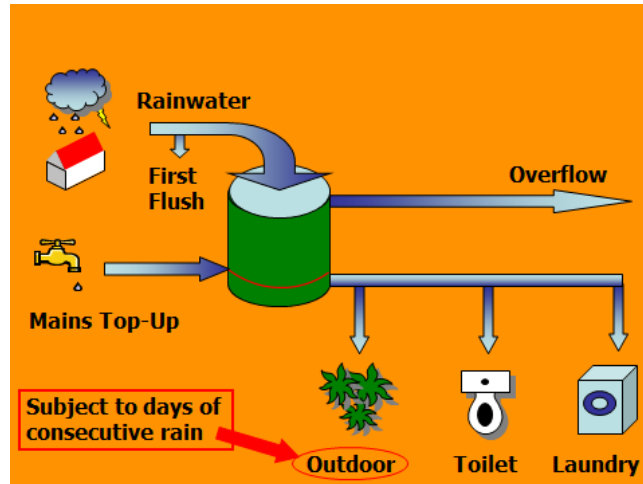 Rainwater
First
Flush
Overflow
Mains Top-Up
Subject to days of
consecutive rain
Outdoor
Toilet
Laundry